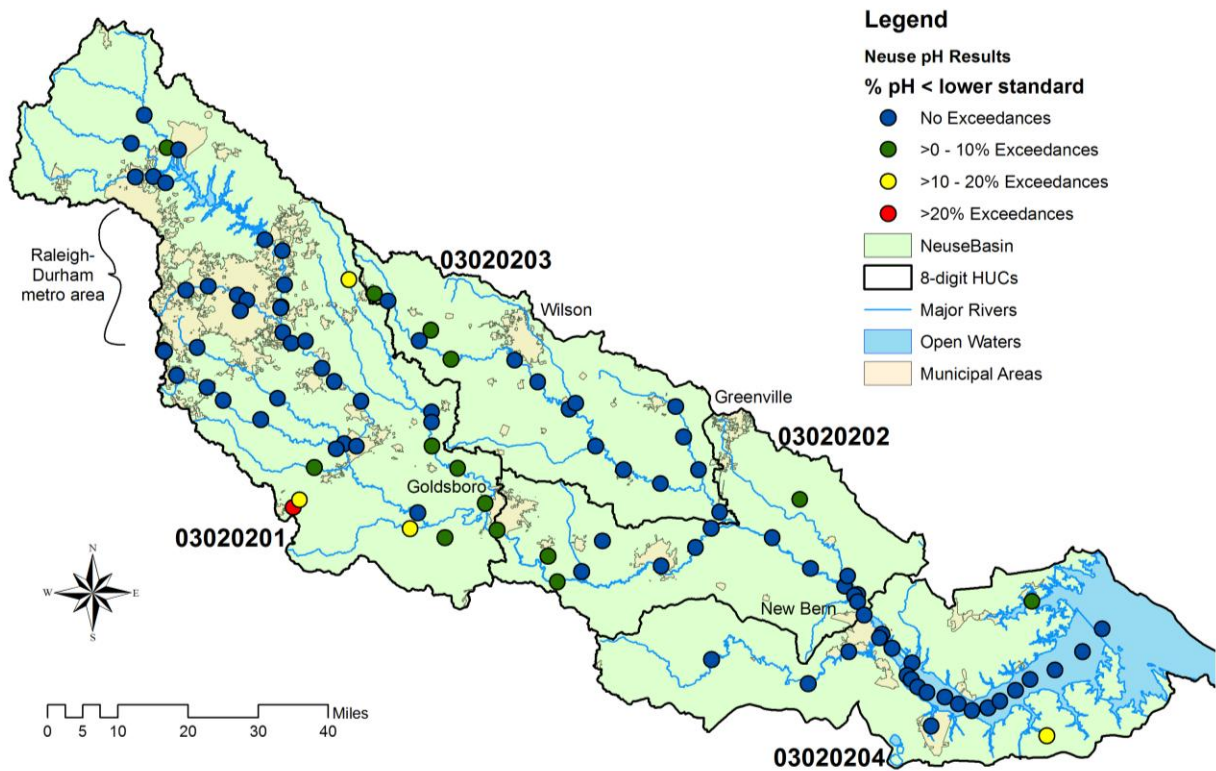 Legend
Neuse pH Results
% pH < lower standard
No Exceedances
>0 - 10% Exceedances
>10 - 20% Exceedances
>20% Exceedances
NeuseBasin
8-digit HUCs
Major Rivers
Open Waters
Municipal Areas
Raleigh-
Durham
metro area
03020203
Wilson
Greenville
03020202
Goldsboro
03020201
N
W
E
S
New Bern
Miles
0 5 10 20 30 40
03020204